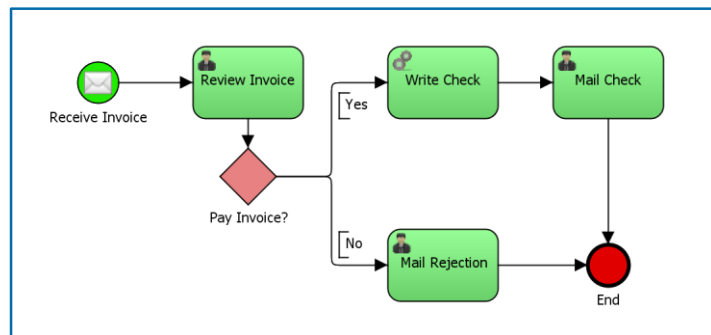 Receive Invoice
Review Invoice
Pay Invoice?
Yes
Write Check
Mail Check
No
Mail Rejection
End